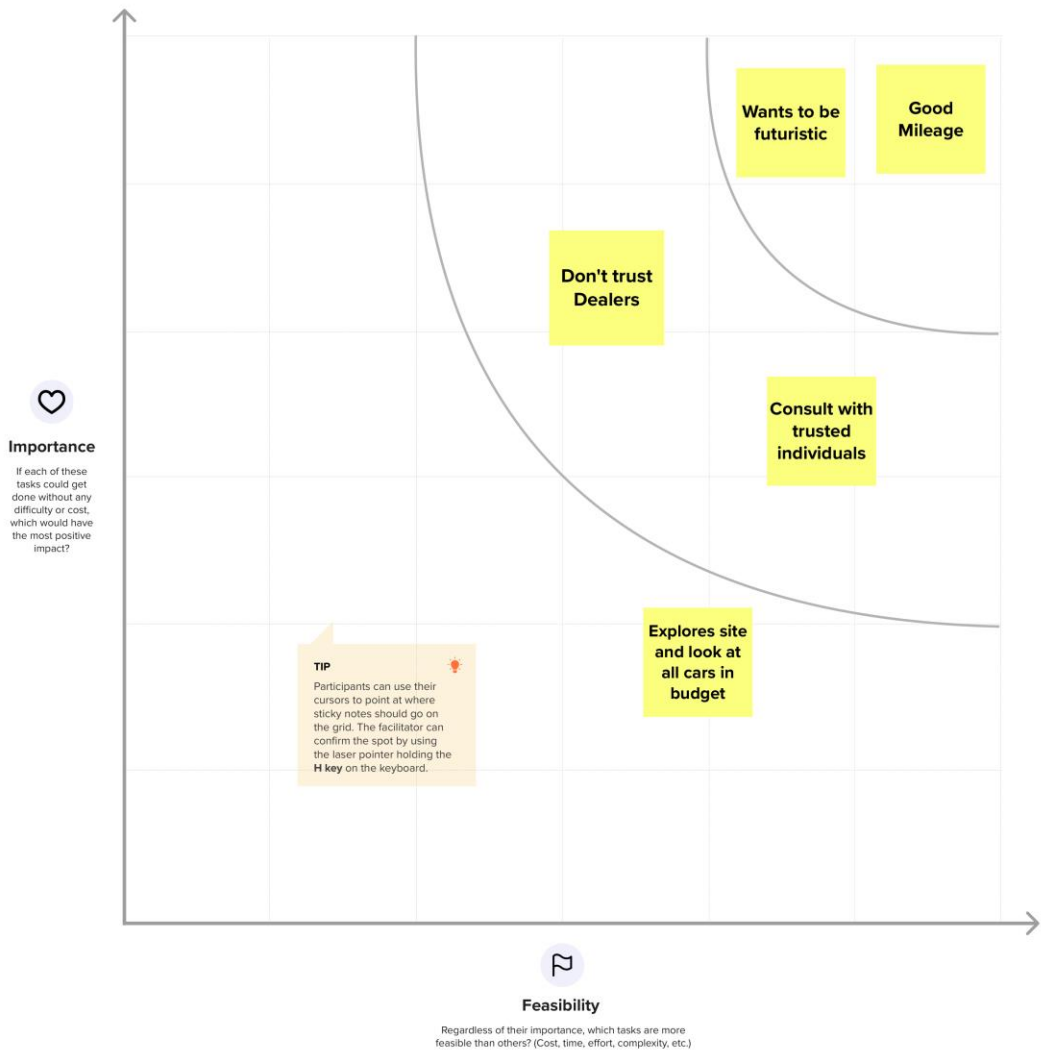 Wants to be
futuristic
Good
Mileage
Don't trust
Dealers
Consult with
trusted
individuals
Importance
If each of these
tasks could get
done without any
difficulty or cost,
which would have
the most positive
impact?
Explores site
and look at
all cars in
budget
TIP
Participants can use their
cursors to point at where
sticky notes should go on
the grid. The facilitator can
confirm the spot by using
the laser pointer holding the
H key on the keyboard.
Feasibility
Regardless of their importance, which tasks are more
feasible than others? (Cost, time, effort, complexity, etc.)